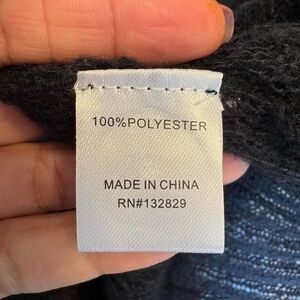 100%POLYESTER
MADE IN CHINA
RN#132829